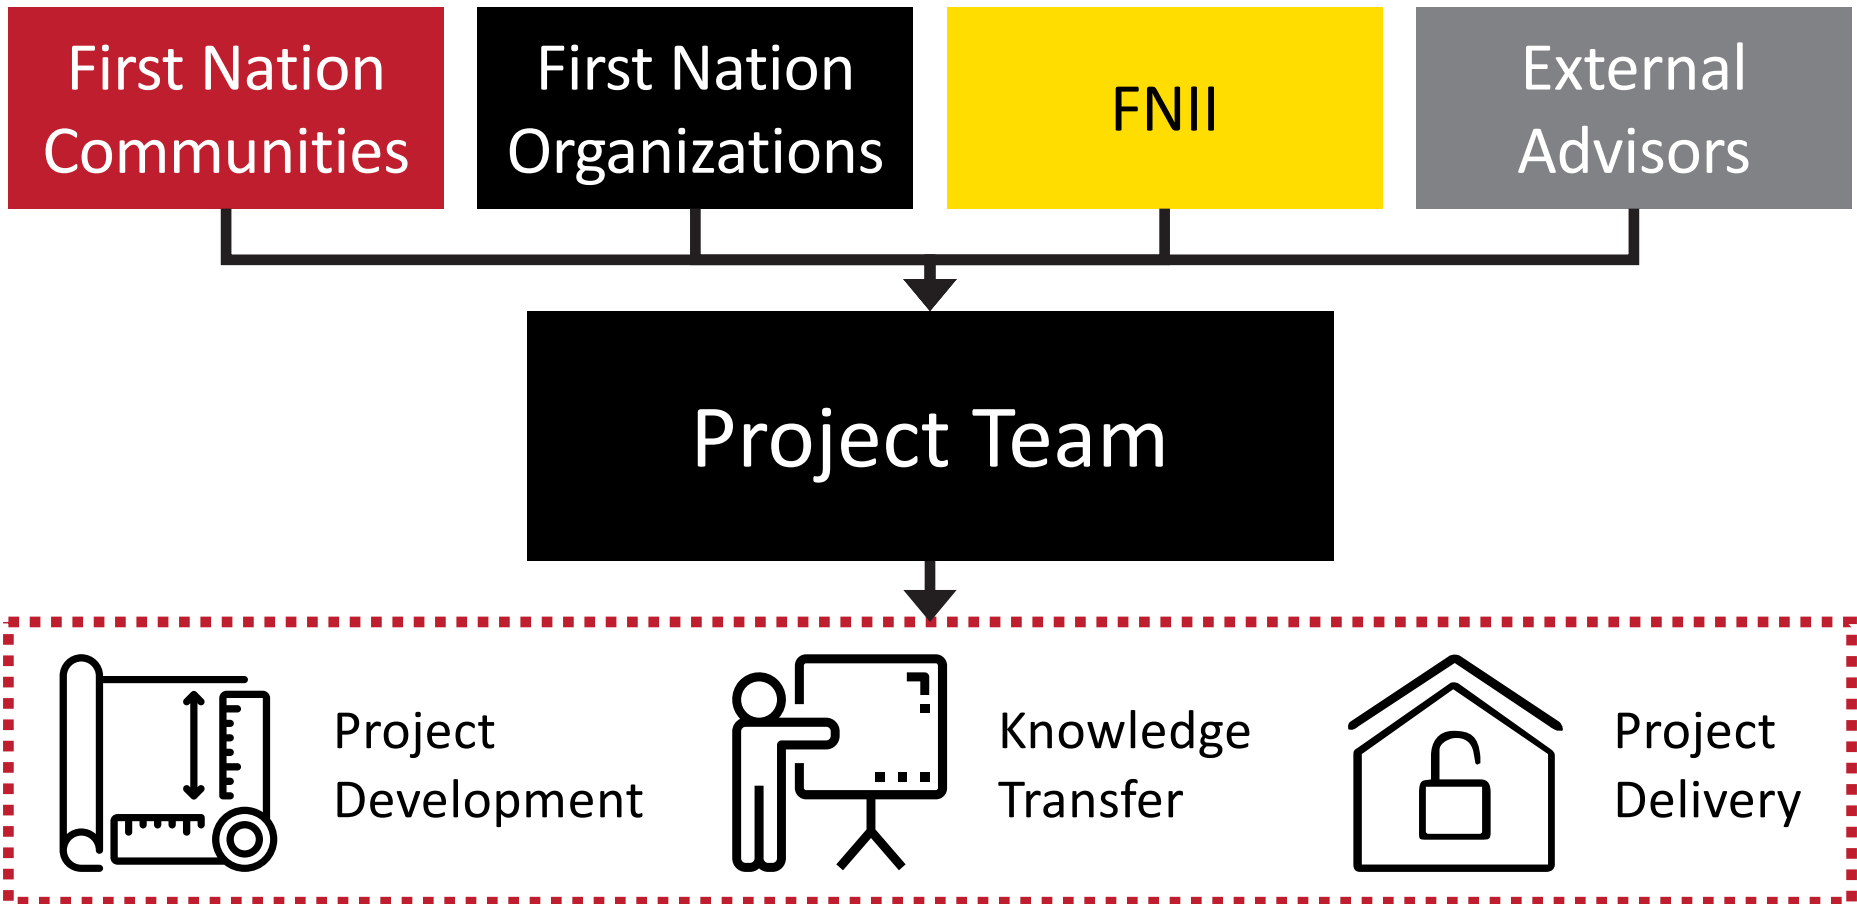 First Nation
Communities
First Nation
Organizations
FNII
External
Advisors
Project Team
Project
Development
Knowledge
Transfer
Project
Delivery